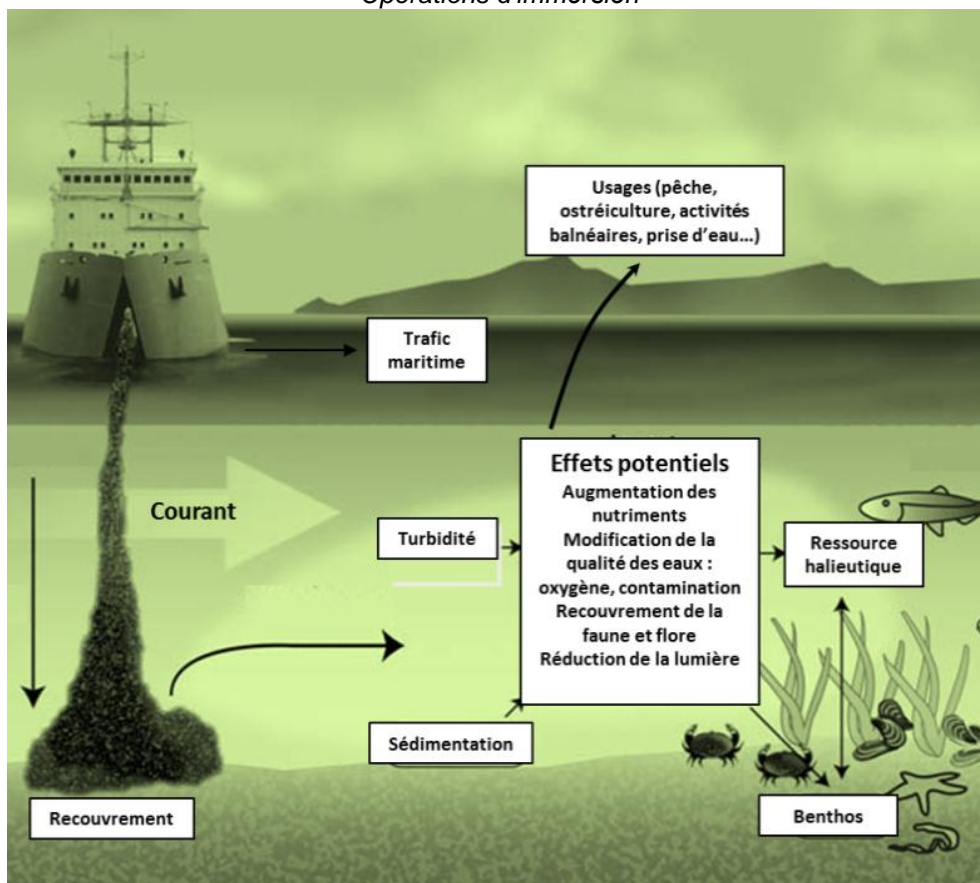 Opérations d'immersion
Usages (pêche,
ostréiculture, activités
balnéaires, prise d'eau…)
Trafic
maritime
Courant
Turbidité
Effets potentiels
Augmentation des
nutriments
Modification de la
qualité des eaux :
oxygène, contamination
Recouvrement de la
faune et flore
Réduction de la lumière
Ressource
halieutique
Sédimentation
Recouvrement
Benthos